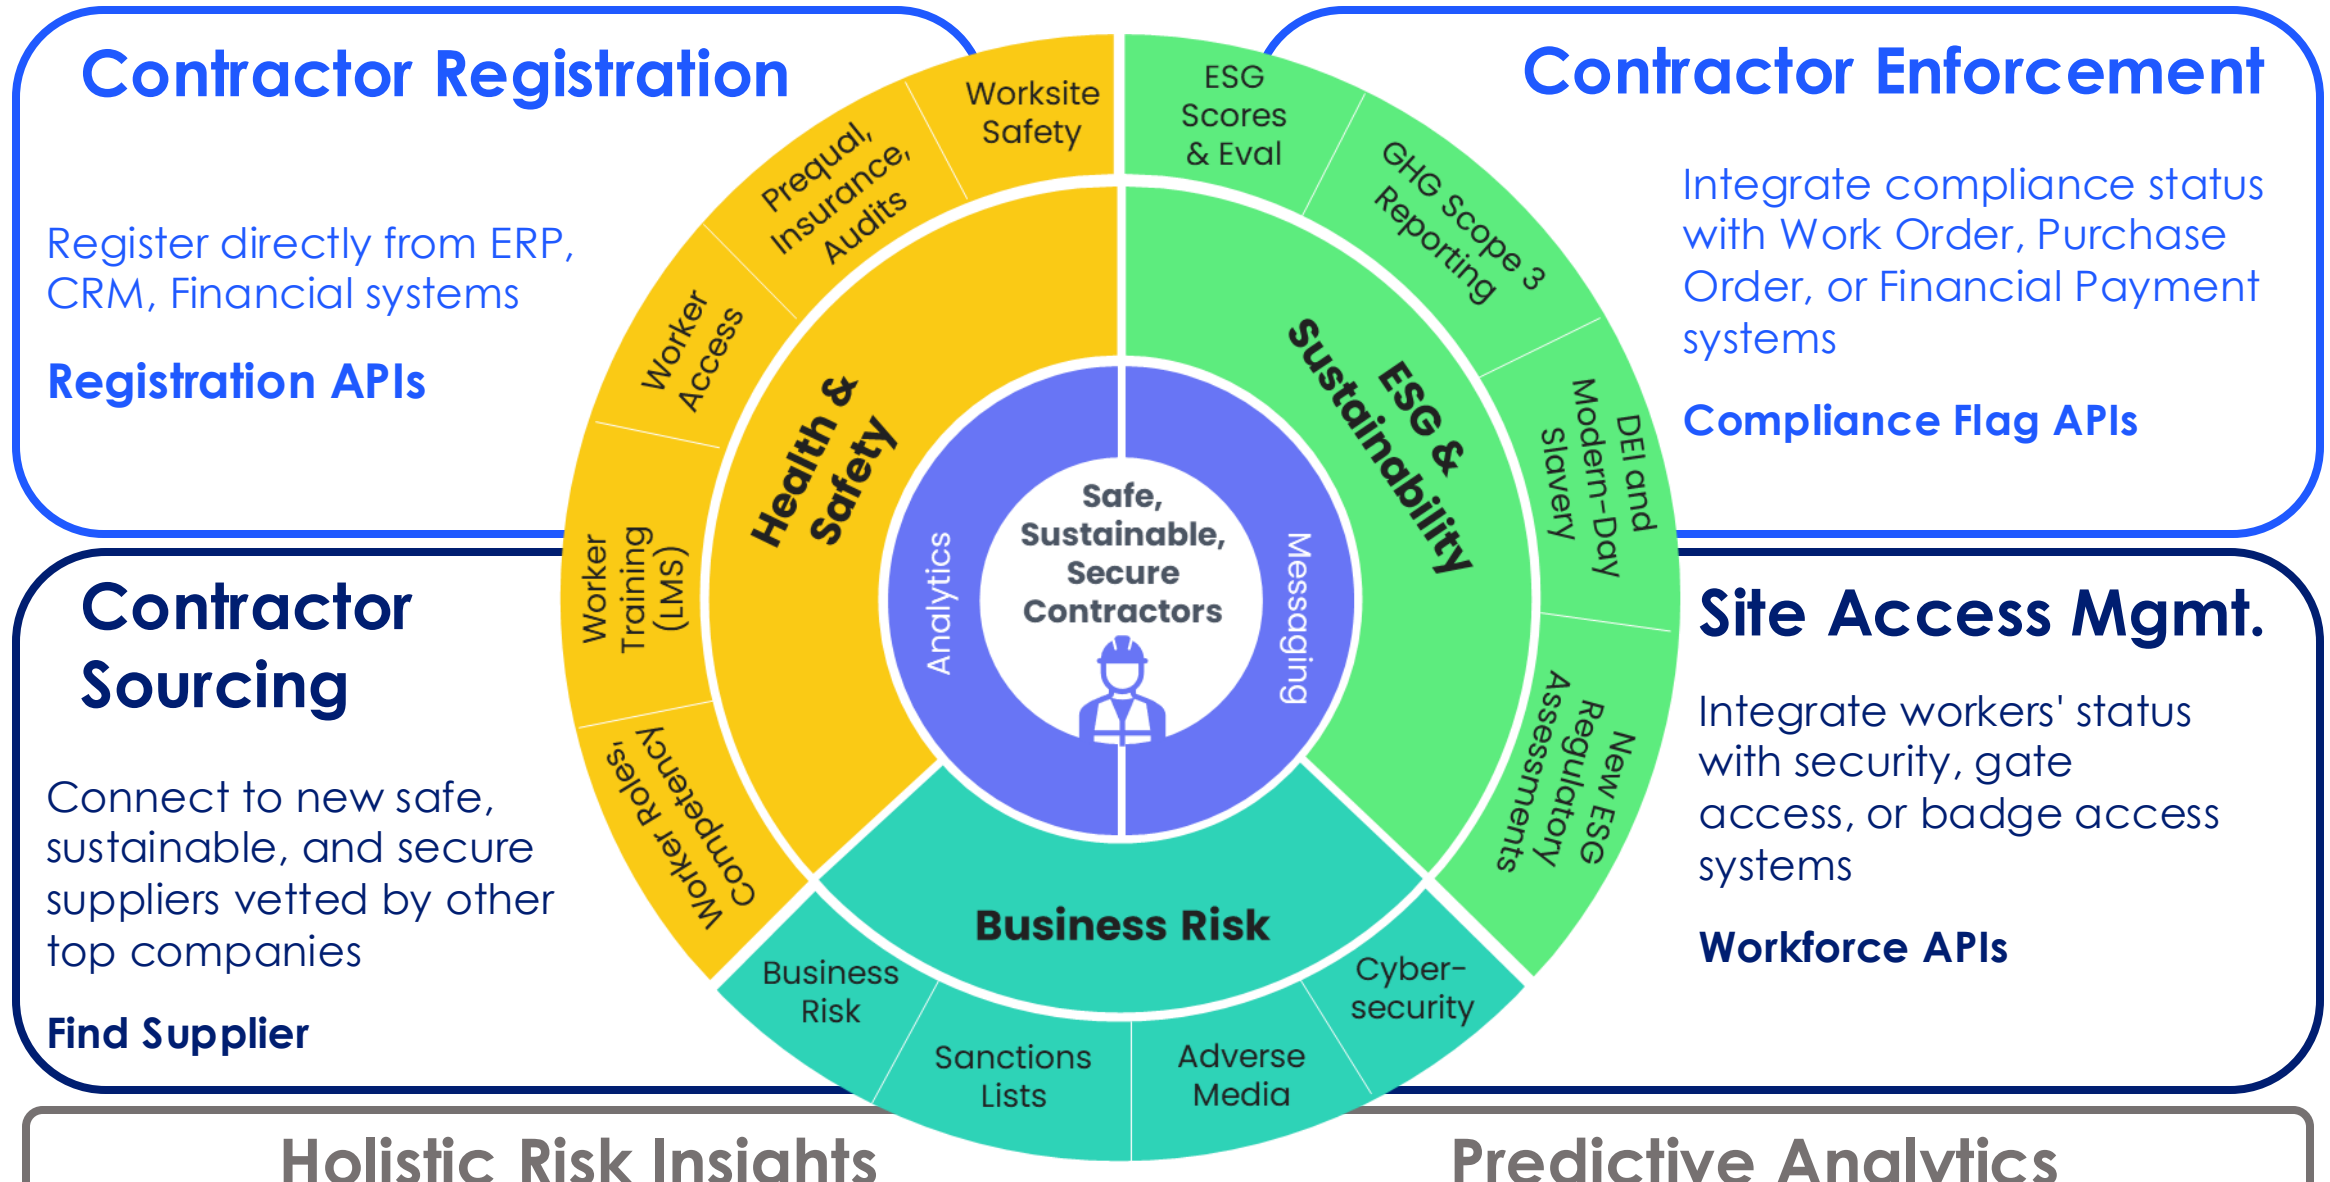 Contractor Registration
Register directly from ERP,
CRM, Financial systems
Registration APIs
Contractor Enforcement
Integrate compliance status
with Work Order, Purchase
Order, or Financial Payment
systems
Compliance Flag APIs
Contractor
Sourcing
Connect to new safe,
sustainable, and secure
suppliers vetted by other
top companies
Find Supplier
Site Access Mgmt.
Integrate workers' status
with security, gate
access, or badge access
systems
Workforce APIs
Worksite
Safety
Prequal,
Insurance,
Audits
Worker
Access
Worker
Training
(LMS)
Worker Roles,
Competency
Health &
Safety
ESG
Scores
& Eval
GHG Scope 3
Reporting
DEI and
Modern-Day
Slavery
New ESG
Regulatory
Assessments
ESG &
Sustainability
Analytics
Safe,
Sustainable,
Secure
Contractors
Messaging
Business Risk
Business
Risk
Sanctions
Lists
Adverse
Media
Cyber-
security
Holistic Risk Insights
Predictive Analytics